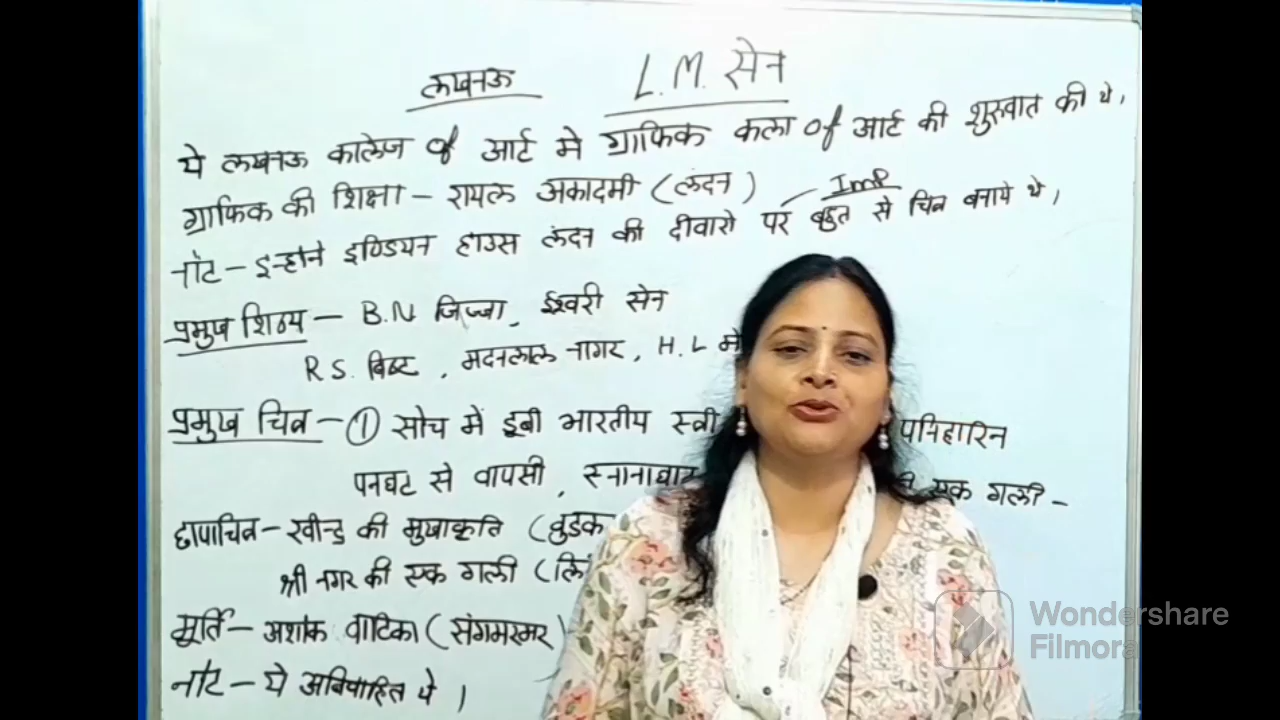 लखनऊ L.M. सेन
ये लखनऊ कालेज of आर्ट मे ग्राफिक कला of आर्ट की शुरुवात की थे।
ग्राफिक की शिक्षा – रायल अकादमी (लंदन)
Imp
नोट – इन्होने इण्डियन हाउस लंदन की दीवारो पर बहुत से चित्र बनाये थे।
प्रमुख शिष्य – B.N जिज्जा, ईश्वरी सेन
R S. बिष्ट, मदनलाल नागर, H. L मे
प्रमुख चित्र – ① सोच में डूबी भारतीय स्त्री पनिहारिन
पनघट से वापसी, स्नानाघाट एक गली –
छापाचित्र – रवीन्द्र की मुखाकृति (वुडक
श्री नगर की एक गली (लि
मूर्ति – अशोक वाटिका (संगमरमर)
नोट – ये अविवाहित थे।
Wondershare
Filmora